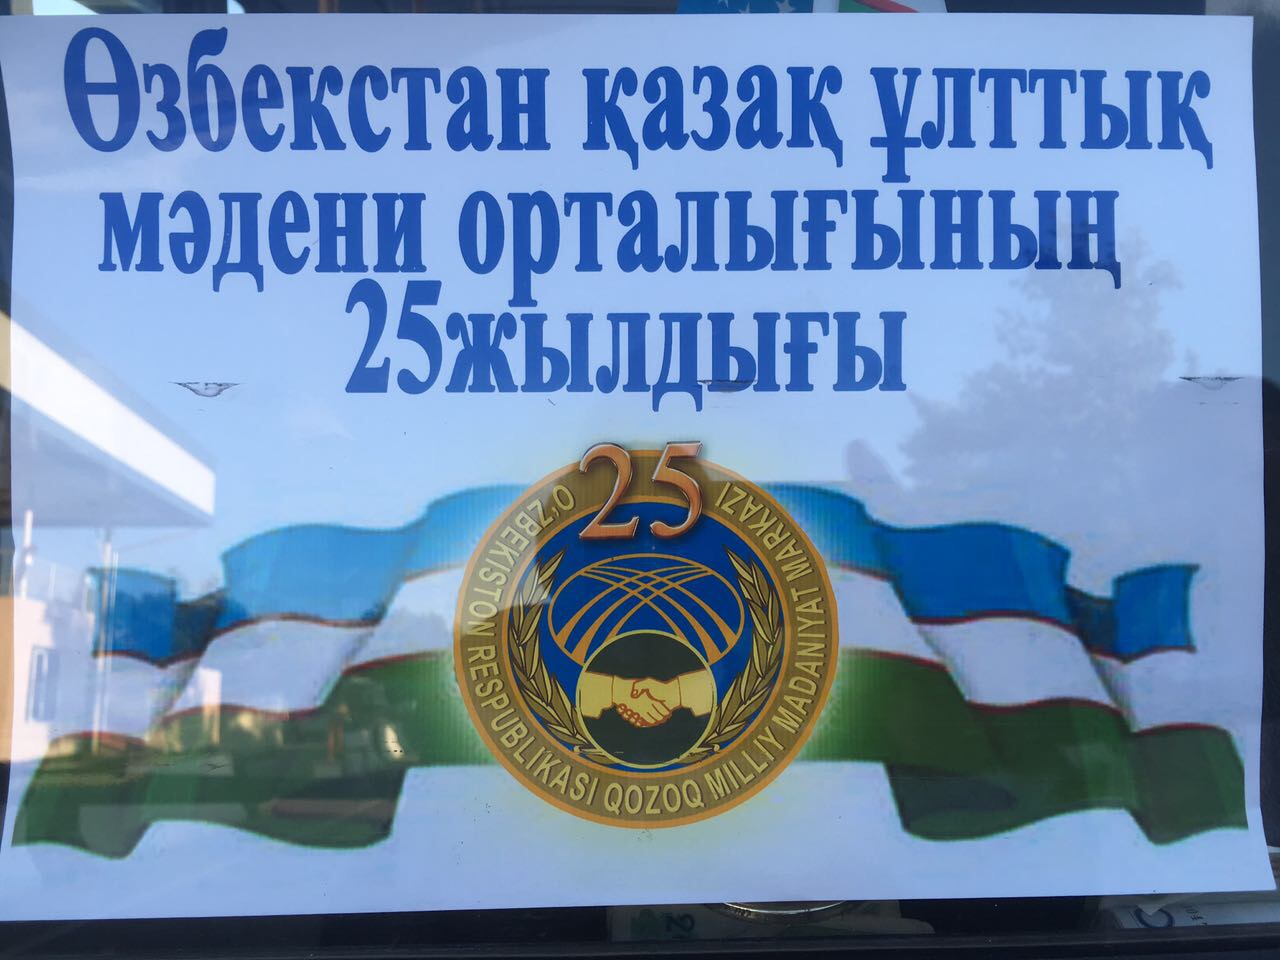 Өзбекстан қазақ ұлттық
мәдени орталығының
25жылдығы
25
O'ZBEKISTON RESPUBLIKASI QOZOQ MILLIY MADANIYAT MARKAZI